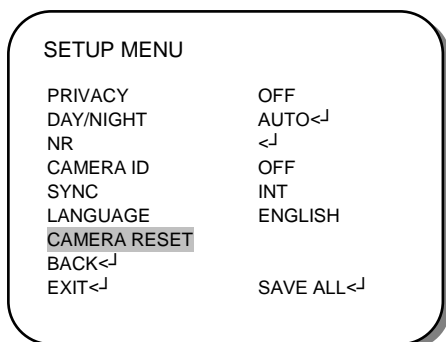 SETUP MENU
PRIVACY OFF
DAY/NIGHT AUTO<┘
NR <┘
CAMERA ID OFF
SYNC INT
LANGUAGE ENGLISH
CAMERA RESET
BACK<┘
EXIT<┘ SAVE ALL<┘